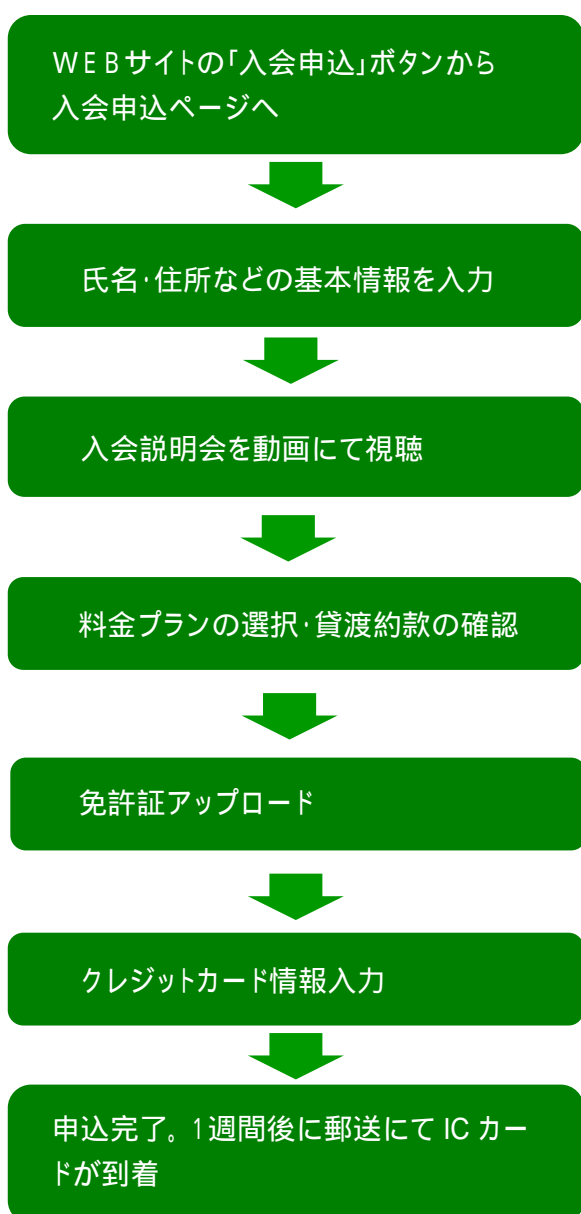 WEBサイトの「入会申込」ボタンから
入会申込ページへ
氏名・住所などの基本情報を入力
入会説明会を動画にて視聴
料金プランの選択・貸渡約款の確認
免許証アップロード
クレジットカード情報入力
申込完了。1週間後に郵送にて IC カー
ドが到着